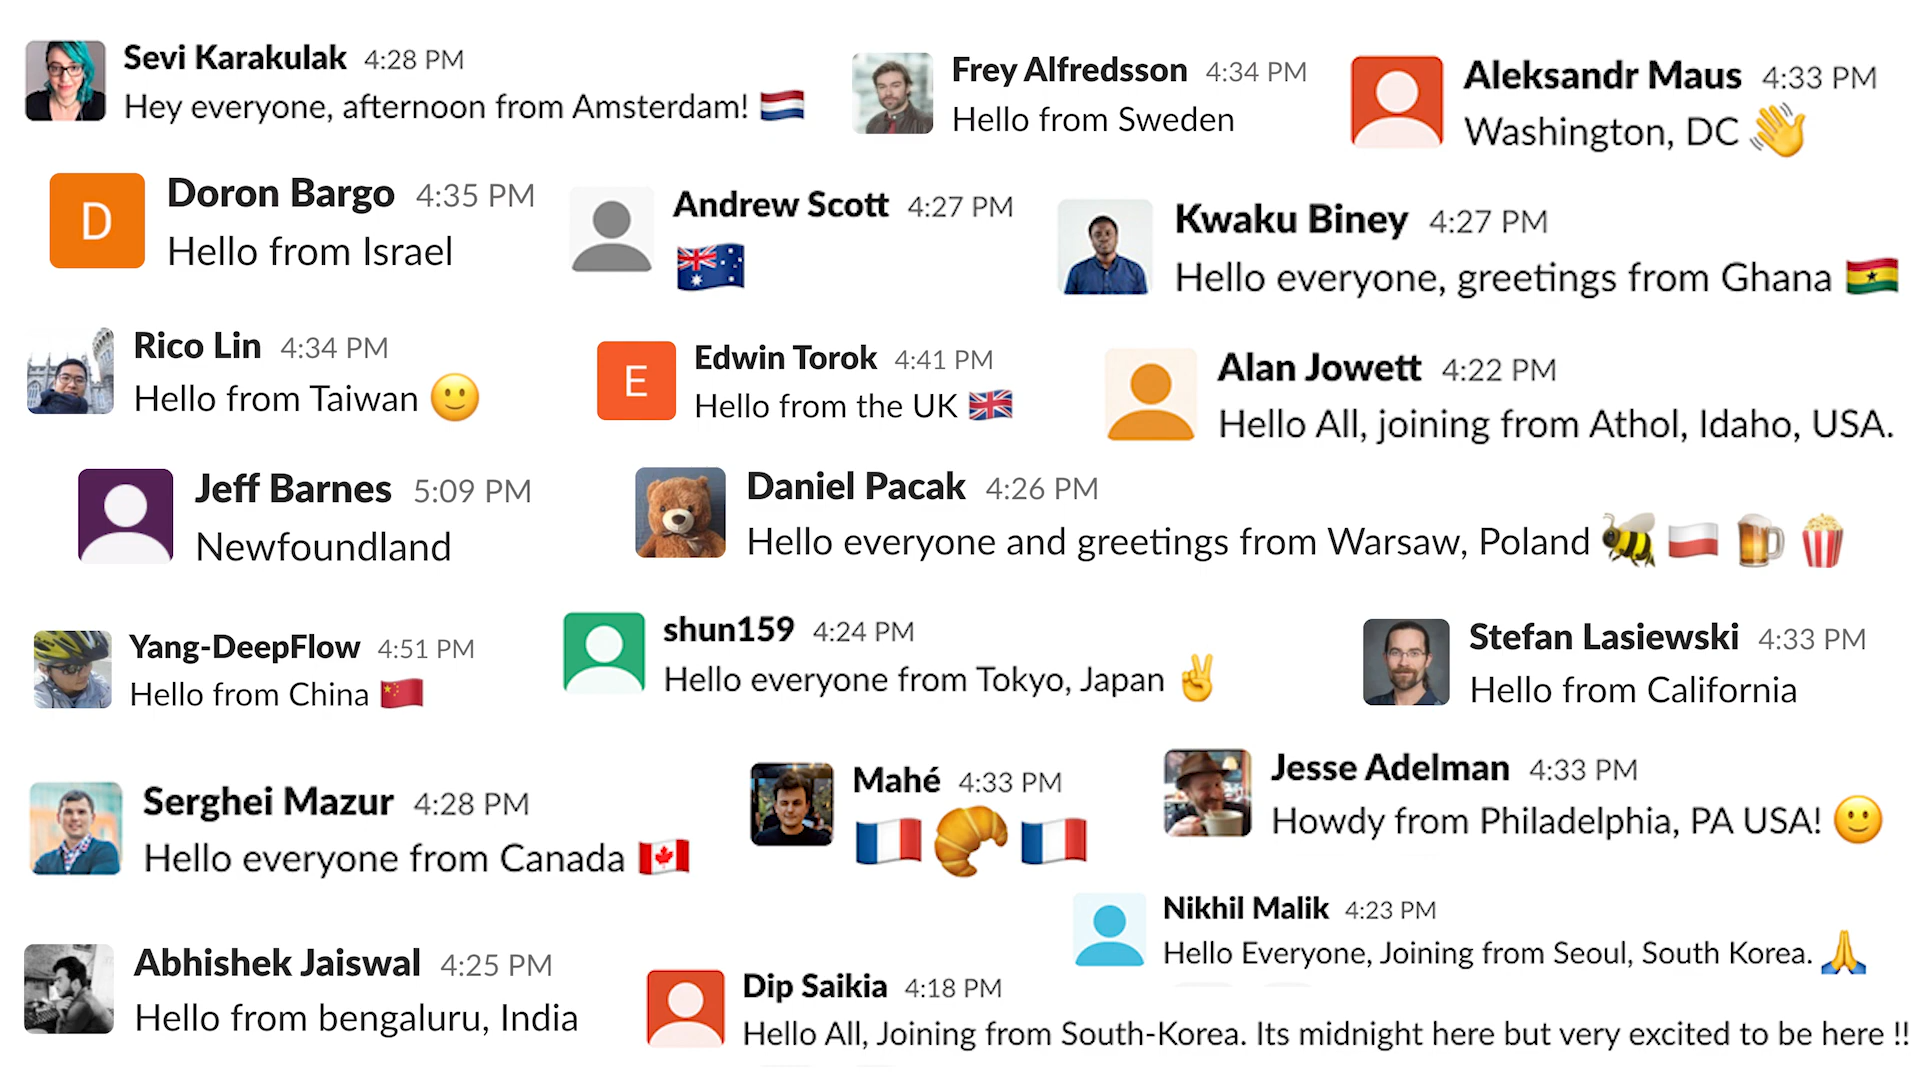 Sevi Karakulak 4:28 PM
Hey everyone, afternoon from Amsterdam! 🇳🇱
Frey Alfredsson 4:34 PM
Hello from Sweden
Aleksandr Maus 4:33 PM
Washington, DC 👋
D
Doron Bargo 4:35 PM
Hello from Israel
Andrew Scott 4:27 PM
🇦🇺
Kwaku Biney 4:27 PM
Hello everyone, greetings from Ghana 🇬🇭
Rico Lin 4:34 PM
Hello from Taiwan 🙂
E
Edwin Torok 4:41 PM
Hello from the UK 🇬🇧
Alan Jowett 4:22 PM
Hello All, joining from Athol, Idaho, USA.
Jeff Barnes 5:09 PM
Newfoundland
Daniel Pacak 4:26 PM
Hello everyone and greetings from Warsaw, Poland 🐝 🇵🇱 🍺 🍿
Yang-DeepFlow 4:51 PM
Hello from China 🇨🇳
shun159 4:24 PM
Hello everyone from Tokyo, Japan ✌️
Stefan Lasiewski 4:33 PM
Hello from California
Serghei Mazur 4:28 PM
Hello everyone from Canada 🇨🇦
Mahé 4:33 PM
🇫🇷 🥐 🇫🇷
Jesse Adelman 4:33 PM
Howdy from Philadelphia, PA USA! 🙂
Abhishek Jaiswal 4:25 PM
Hello from bengaluru, India
Nikhil Malik 4:23 PM
Hello Everyone, Joining from Seoul, South Korea. 🙏
Dip Saikia 4:18 PM
Hello All, Joining from South-Korea. Its midnight here but very excited to be here !!